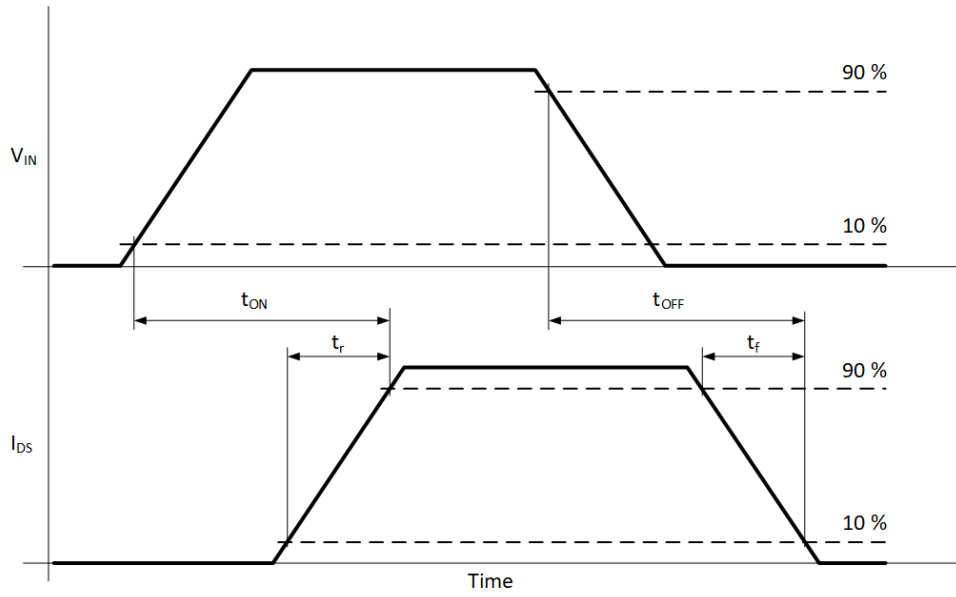 90 %
V_IN
10 %
t_ON
t_OFF
t_r
t_f
90 %
I_DS
10 %
Time